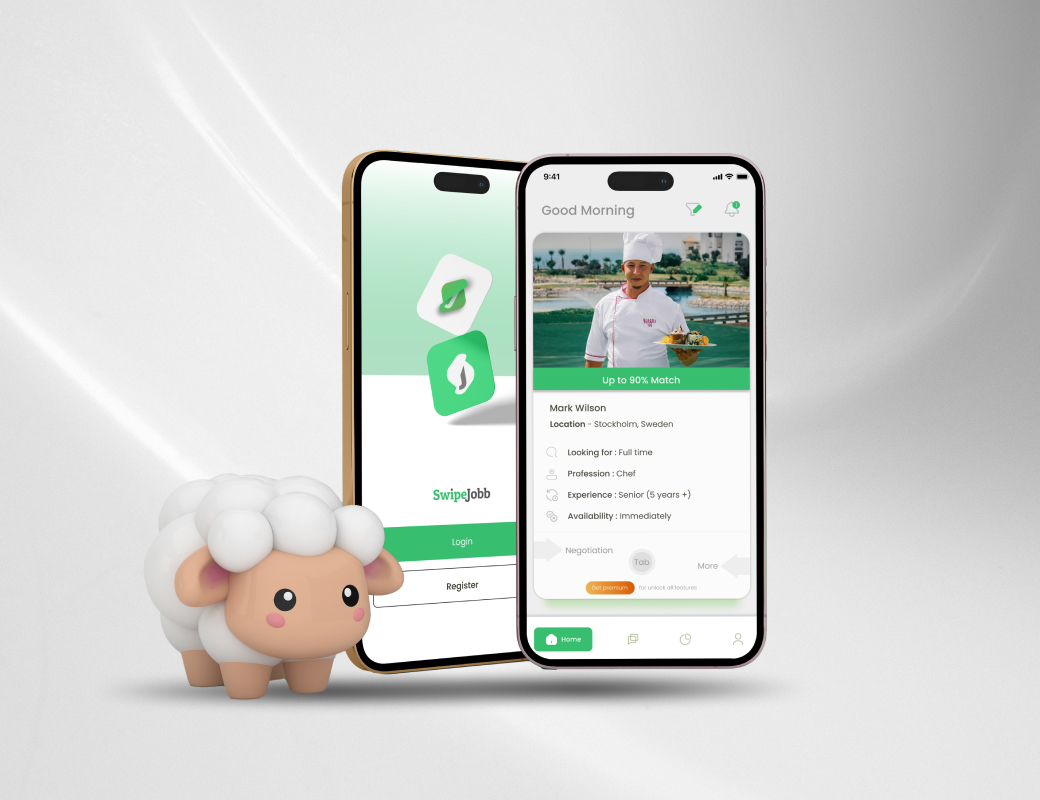 SwipeJobb
Login
Register
9:41
Good Morning
Up to 90% Match
Mark Wilson
Location - Stockholm, Sweden
Looking for : Full time
Profession : Chef
Experience : Senior (5 years +)
Availability : Immediately
Negotiation
Tab
More
Get premium for unlock all features
Home